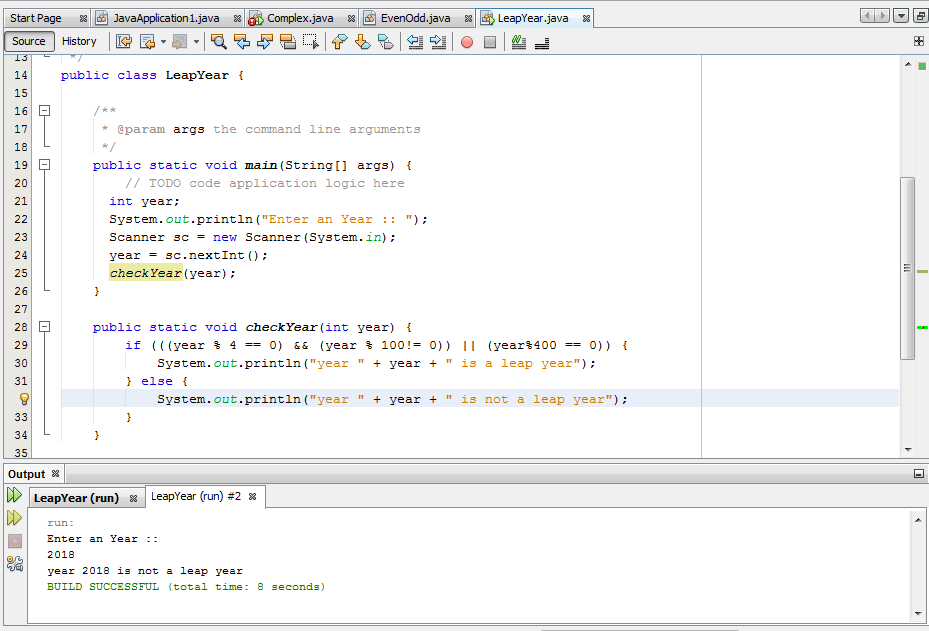 Start Page JavaApplication1.java Complex.java EvenOdd.java LeapYear.java
Source History
13 */
14 public class LeapYear {
15
16 /**
17 * @param args the command line arguments
18 */
19 public static void main(String[] args) {
20 // TODO code application logic here
21 int year;
22 System.out.println("Enter an Year :: ");
23 Scanner sc = new Scanner(System.in);
24 year = sc.nextInt();
25 checkYear(year);
26 }
27
28 public static void checkYear(int year) {
29 if (((year % 4 == 0) && (year % 100!= 0)) || (year%400 == 0)) {
30 System.out.println("year " + year + " is a leap year");
31 } else {
System.out.println("year " + year + " is not a leap year");
33 }
34 }
35
Output
LeapYear (run) LeapYear (run) #2
run:
Enter an Year ::
2018
year 2018 is not a leap year
BUILD SUCCESSFUL (total time: 8 seconds)